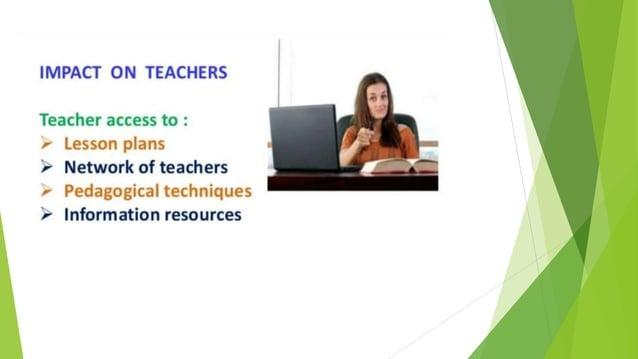 IMPACT ON TEACHERS
Teacher access to :
➢ Lesson plans
➢ Network of teachers
➢ Pedagogical techniques
➢ Information resources